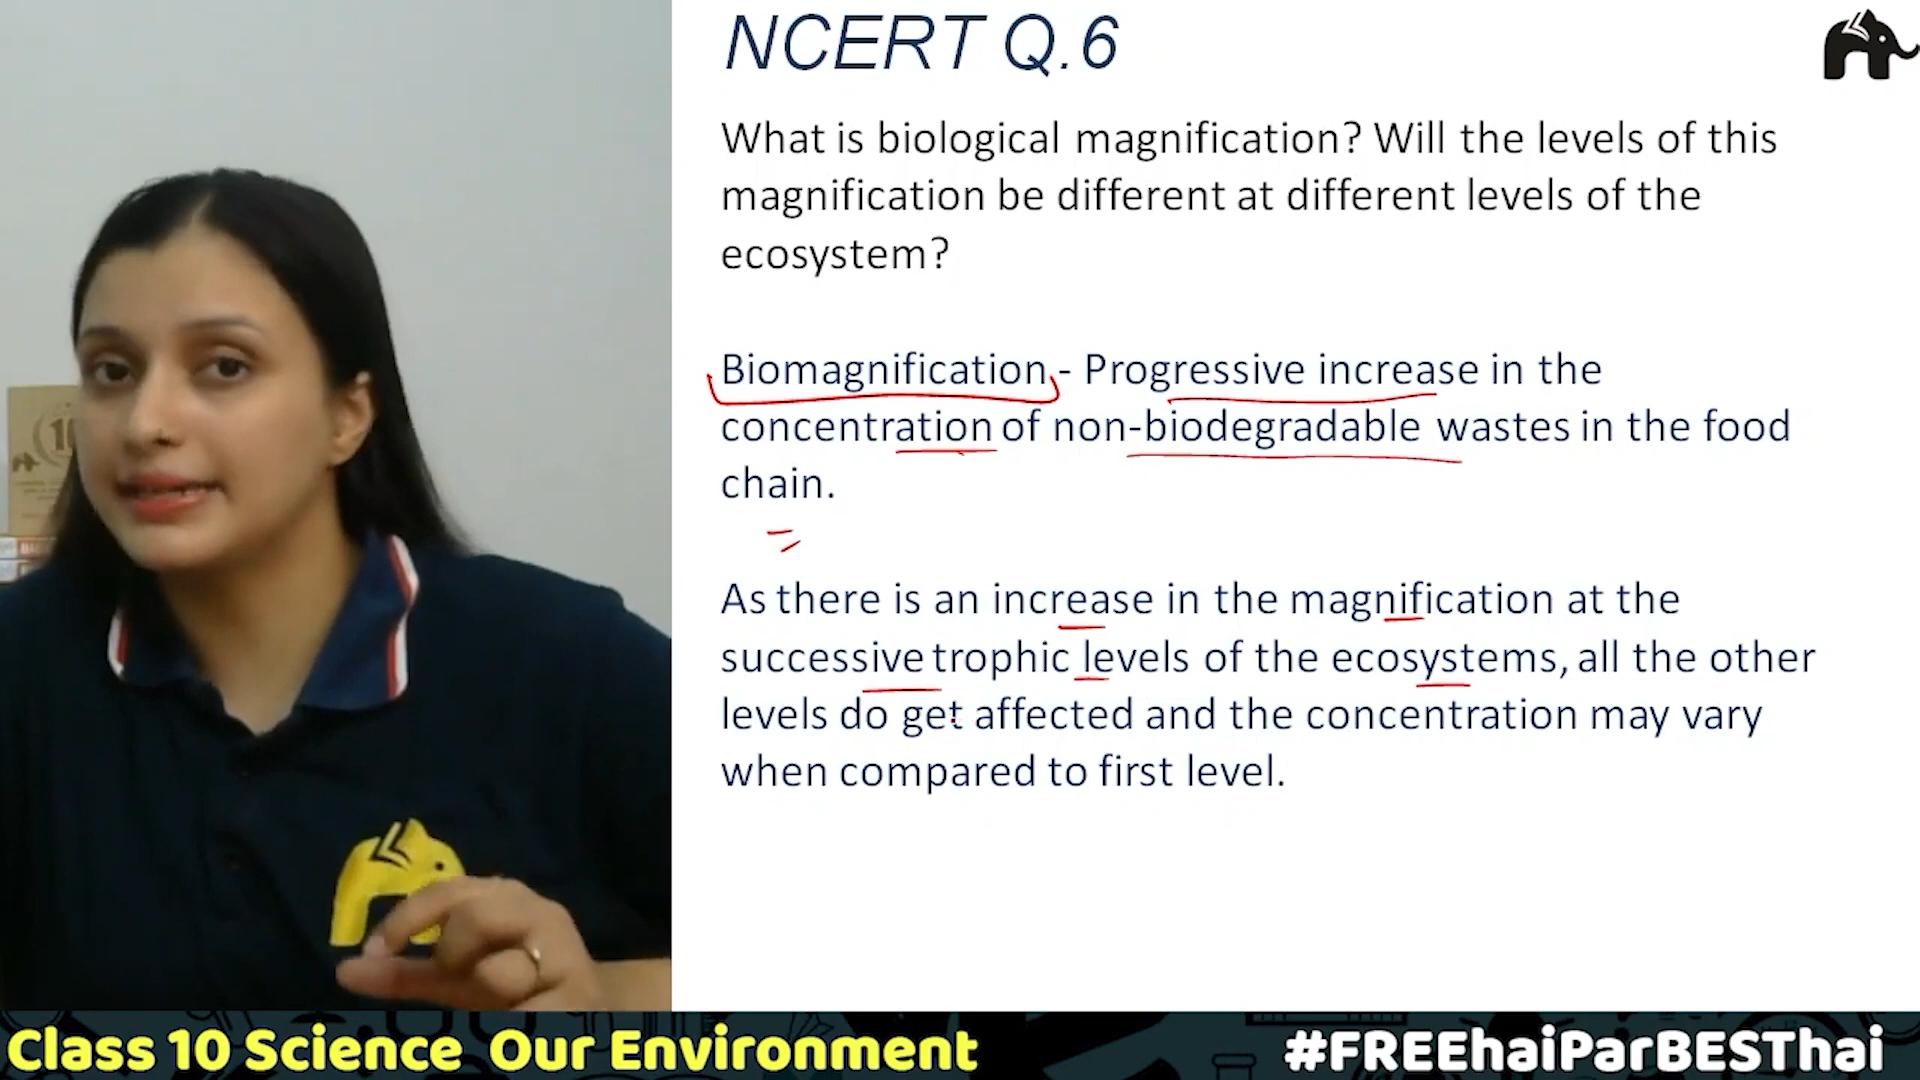 NCERT Q.6
What is biological magnification? Will the levels of this
magnification be different at different levels of the
ecosystem?
Biomagnification - Progressive increase in the
concentration of non-biodegradable wastes in the food
chain.
As there is an increase in the magnification at the
successive trophic levels of the ecosystems, all the other
levels do get affected and the concentration may vary
when compared to first level.
Class 10 Science Our Environment
#FREEhaiParBESThai